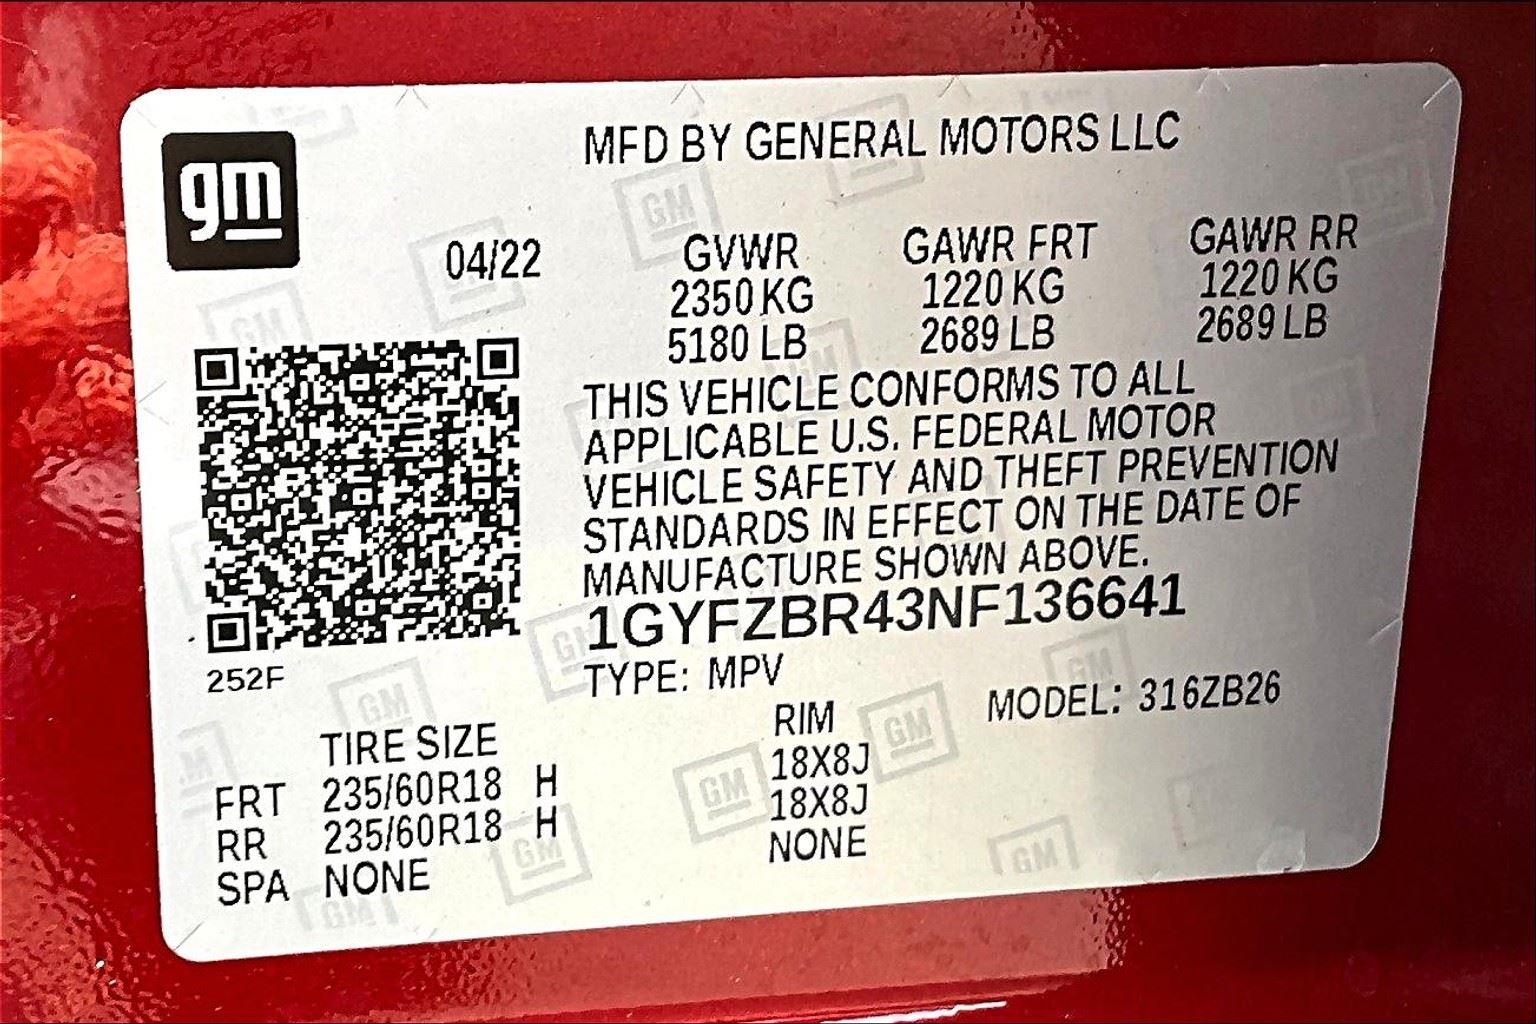 MFD BY GENERAL MOTORS LLC
gm
04/22
GVWR GAWR FRT GAWR RR
2350 KG 1220 KG 1220 KG
5180 LB 2689 LB 2689 LB
THIS VEHICLE CONFORMS TO ALL
APPLICABLE U.S. FEDERAL MOTOR
VEHICLE SAFETY AND THEFT PREVENTION
STANDARDS IN EFFECT ON THE DATE OF
MANUFACTURE SHOWN ABOVE.
1GYFZBR43NF136641
252F
TYPE: MPV MODEL: 316ZB26
TIRE SIZE RIM
FRT 235/60R18 H 18X8J
RR 235/60R18 H 18X8J
SPA NONE NONE